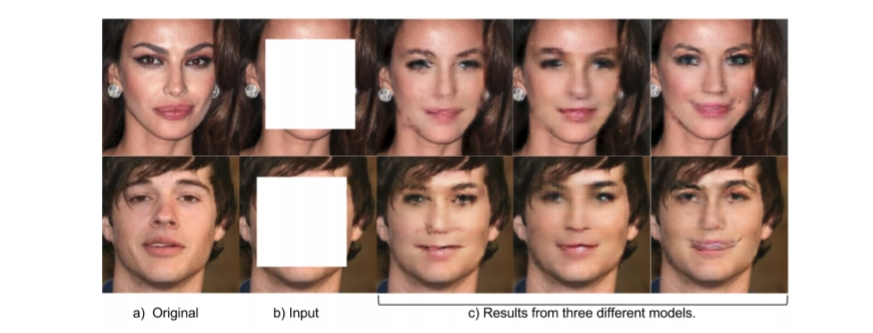 a) Original b) Input c) Results from three different models.